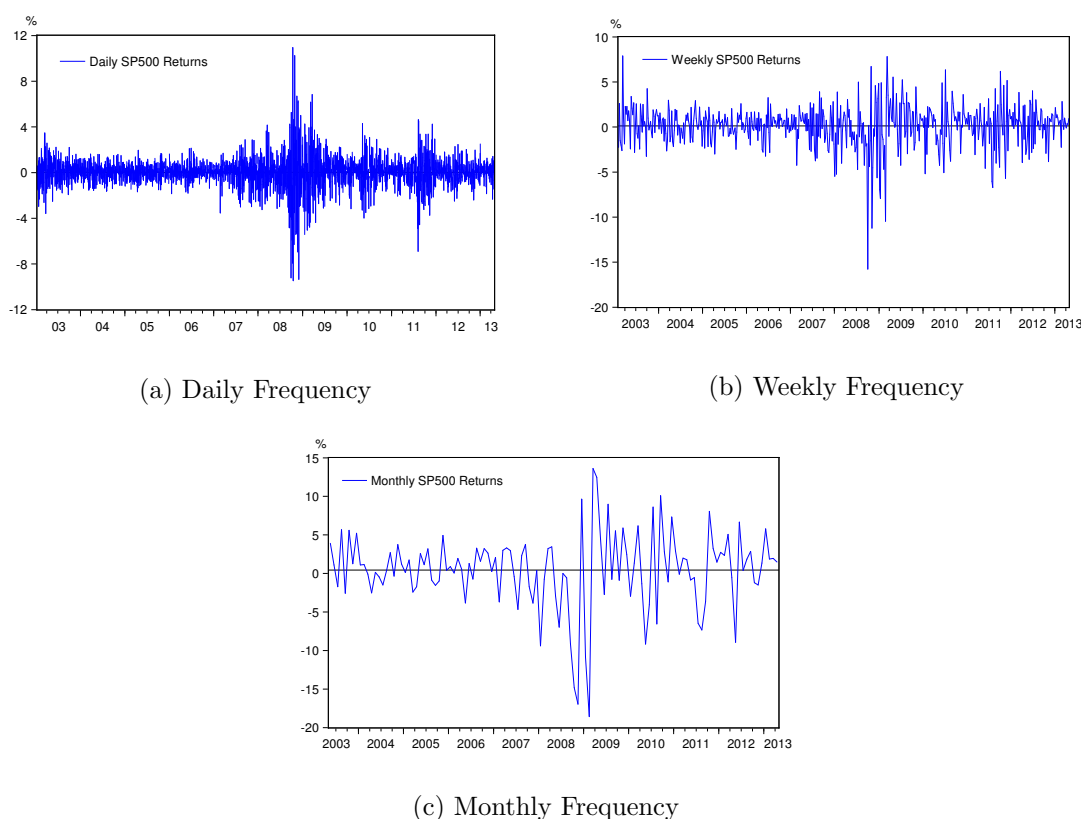 %
12
8
4
0
-4
-8
-12
Daily SP500 Returns
03 04 05 06 07 08 09 10 11 12 13
(a) Daily Frequency
%
10
5
0
-5
-10
-15
-20
Weekly SP500 Returns
2003 2004 2005 2006 2007 2008 2009 2010 2011 2012 2013
(b) Weekly Frequency
%
15
10
5
0
-5
-10
-15
-20
Monthly SP500 Returns
2003 2004 2005 2006 2007 2008 2009 2010 2011 2012 2013
(c) Monthly Frequency